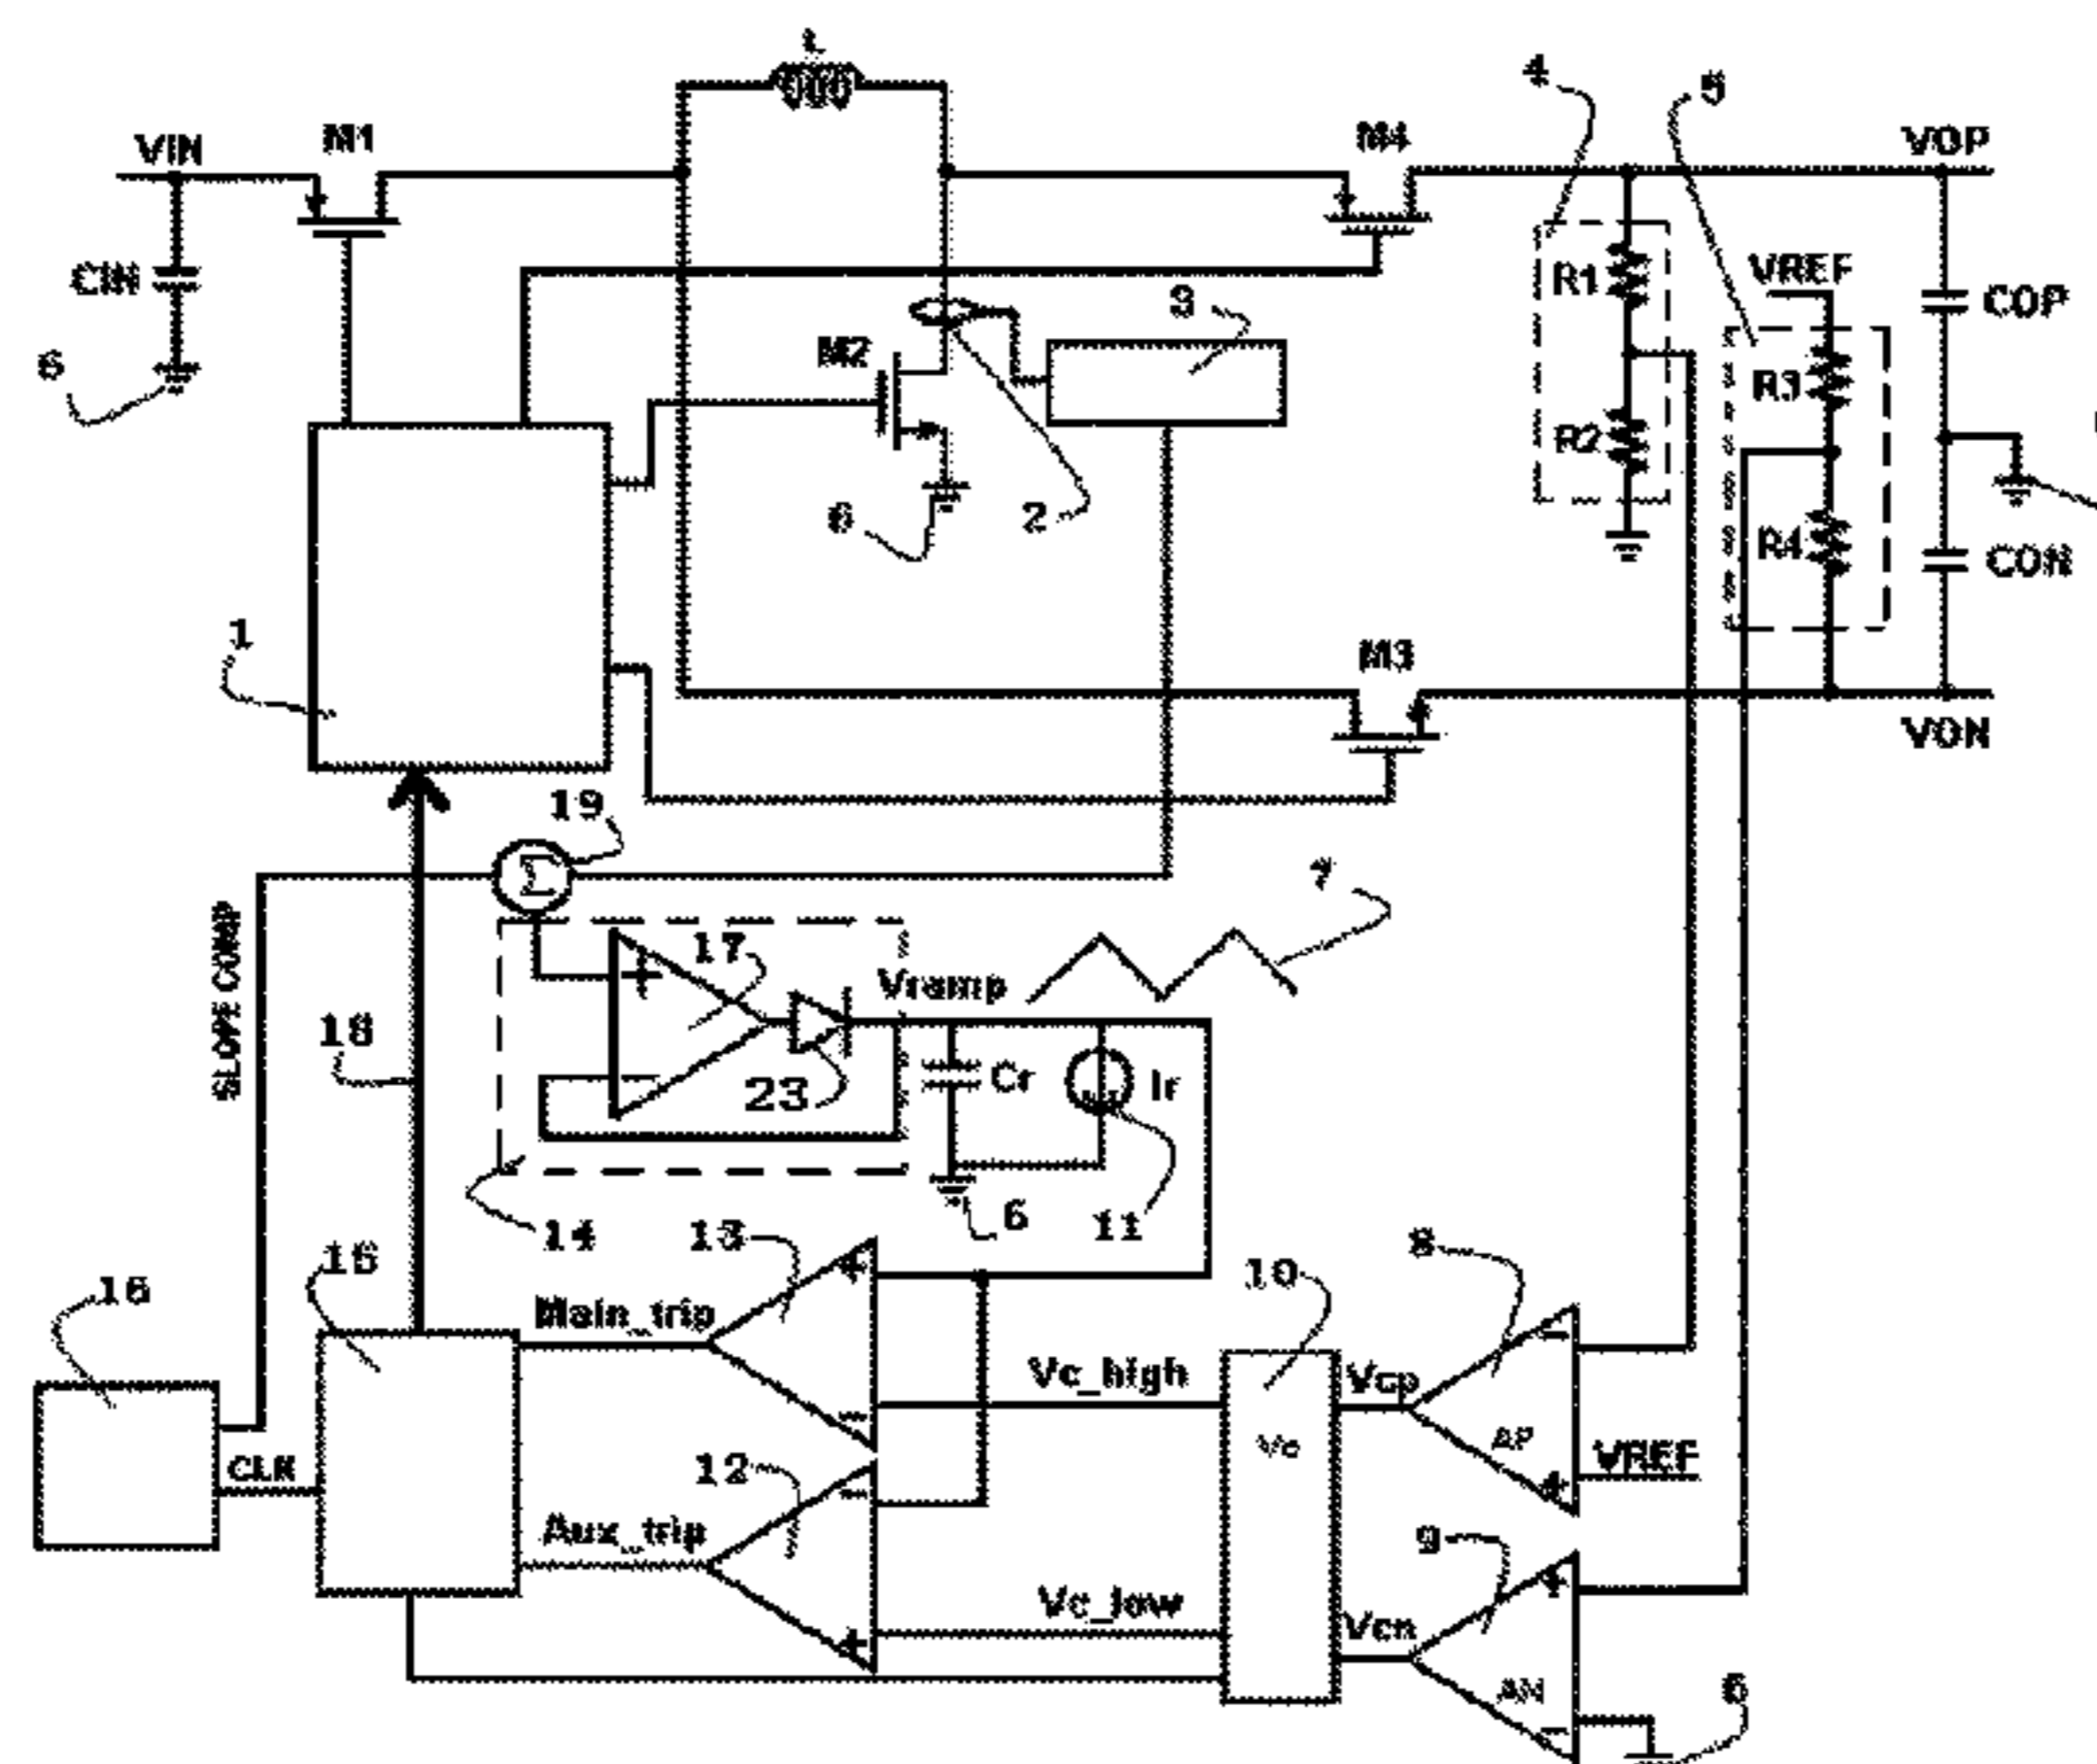 L
4
5
VIN
M1
M4
VOP
CIN
R1
VREF
COP
3
6
M2
R3
R2
6
2
R4
CON
1
M3
VON
19
Σ
7
SLOPE COMP
17
+
Vramp
18
23
Cr
Ir
14
6
11
13
+
8
15
10
16
Main_trip
−
Vc_high
Vcp
−
AP
VREF
+
Vc
CLK
12
−
Aux_trip
9
+
Vc_low
Vcn
+
AN
−
6